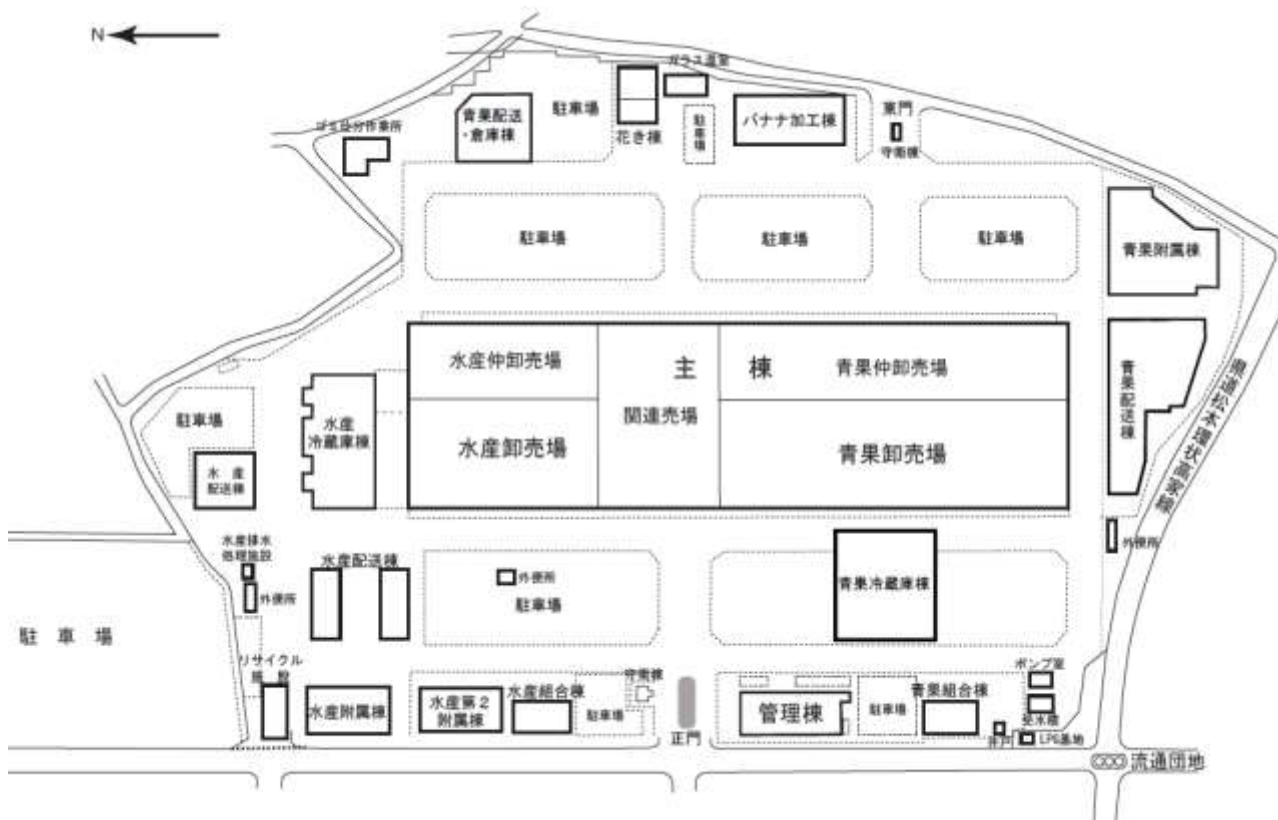 N
ガラス温室
青果配送
・倉庫棟
駐車場
花き棟
駐車場
バナナ加工棟
東門
守衛棟
ゴミ仕分作業所
駐車場
駐車場
駐車場
青果附属棟
水産仲卸売場
主棟
青果仲卸売場
関連売場
水産卸売場
青果卸売場
青果配送棟
県道松本環状高家線
駐車場
水産
冷蔵庫棟
水産
配送棟
水産排水
処理施設
外便所
水産配送棟
外便所
駐車場
青果冷蔵庫棟
外便所
駐車場
リサイクル
施設
水産附属棟
水産第2
附属棟
水産組合棟
守衛棟
駐車場
正門
管理棟
駐車場
青果組合棟
ポンプ室
受水槽
井戸
LPG基地
流通団地